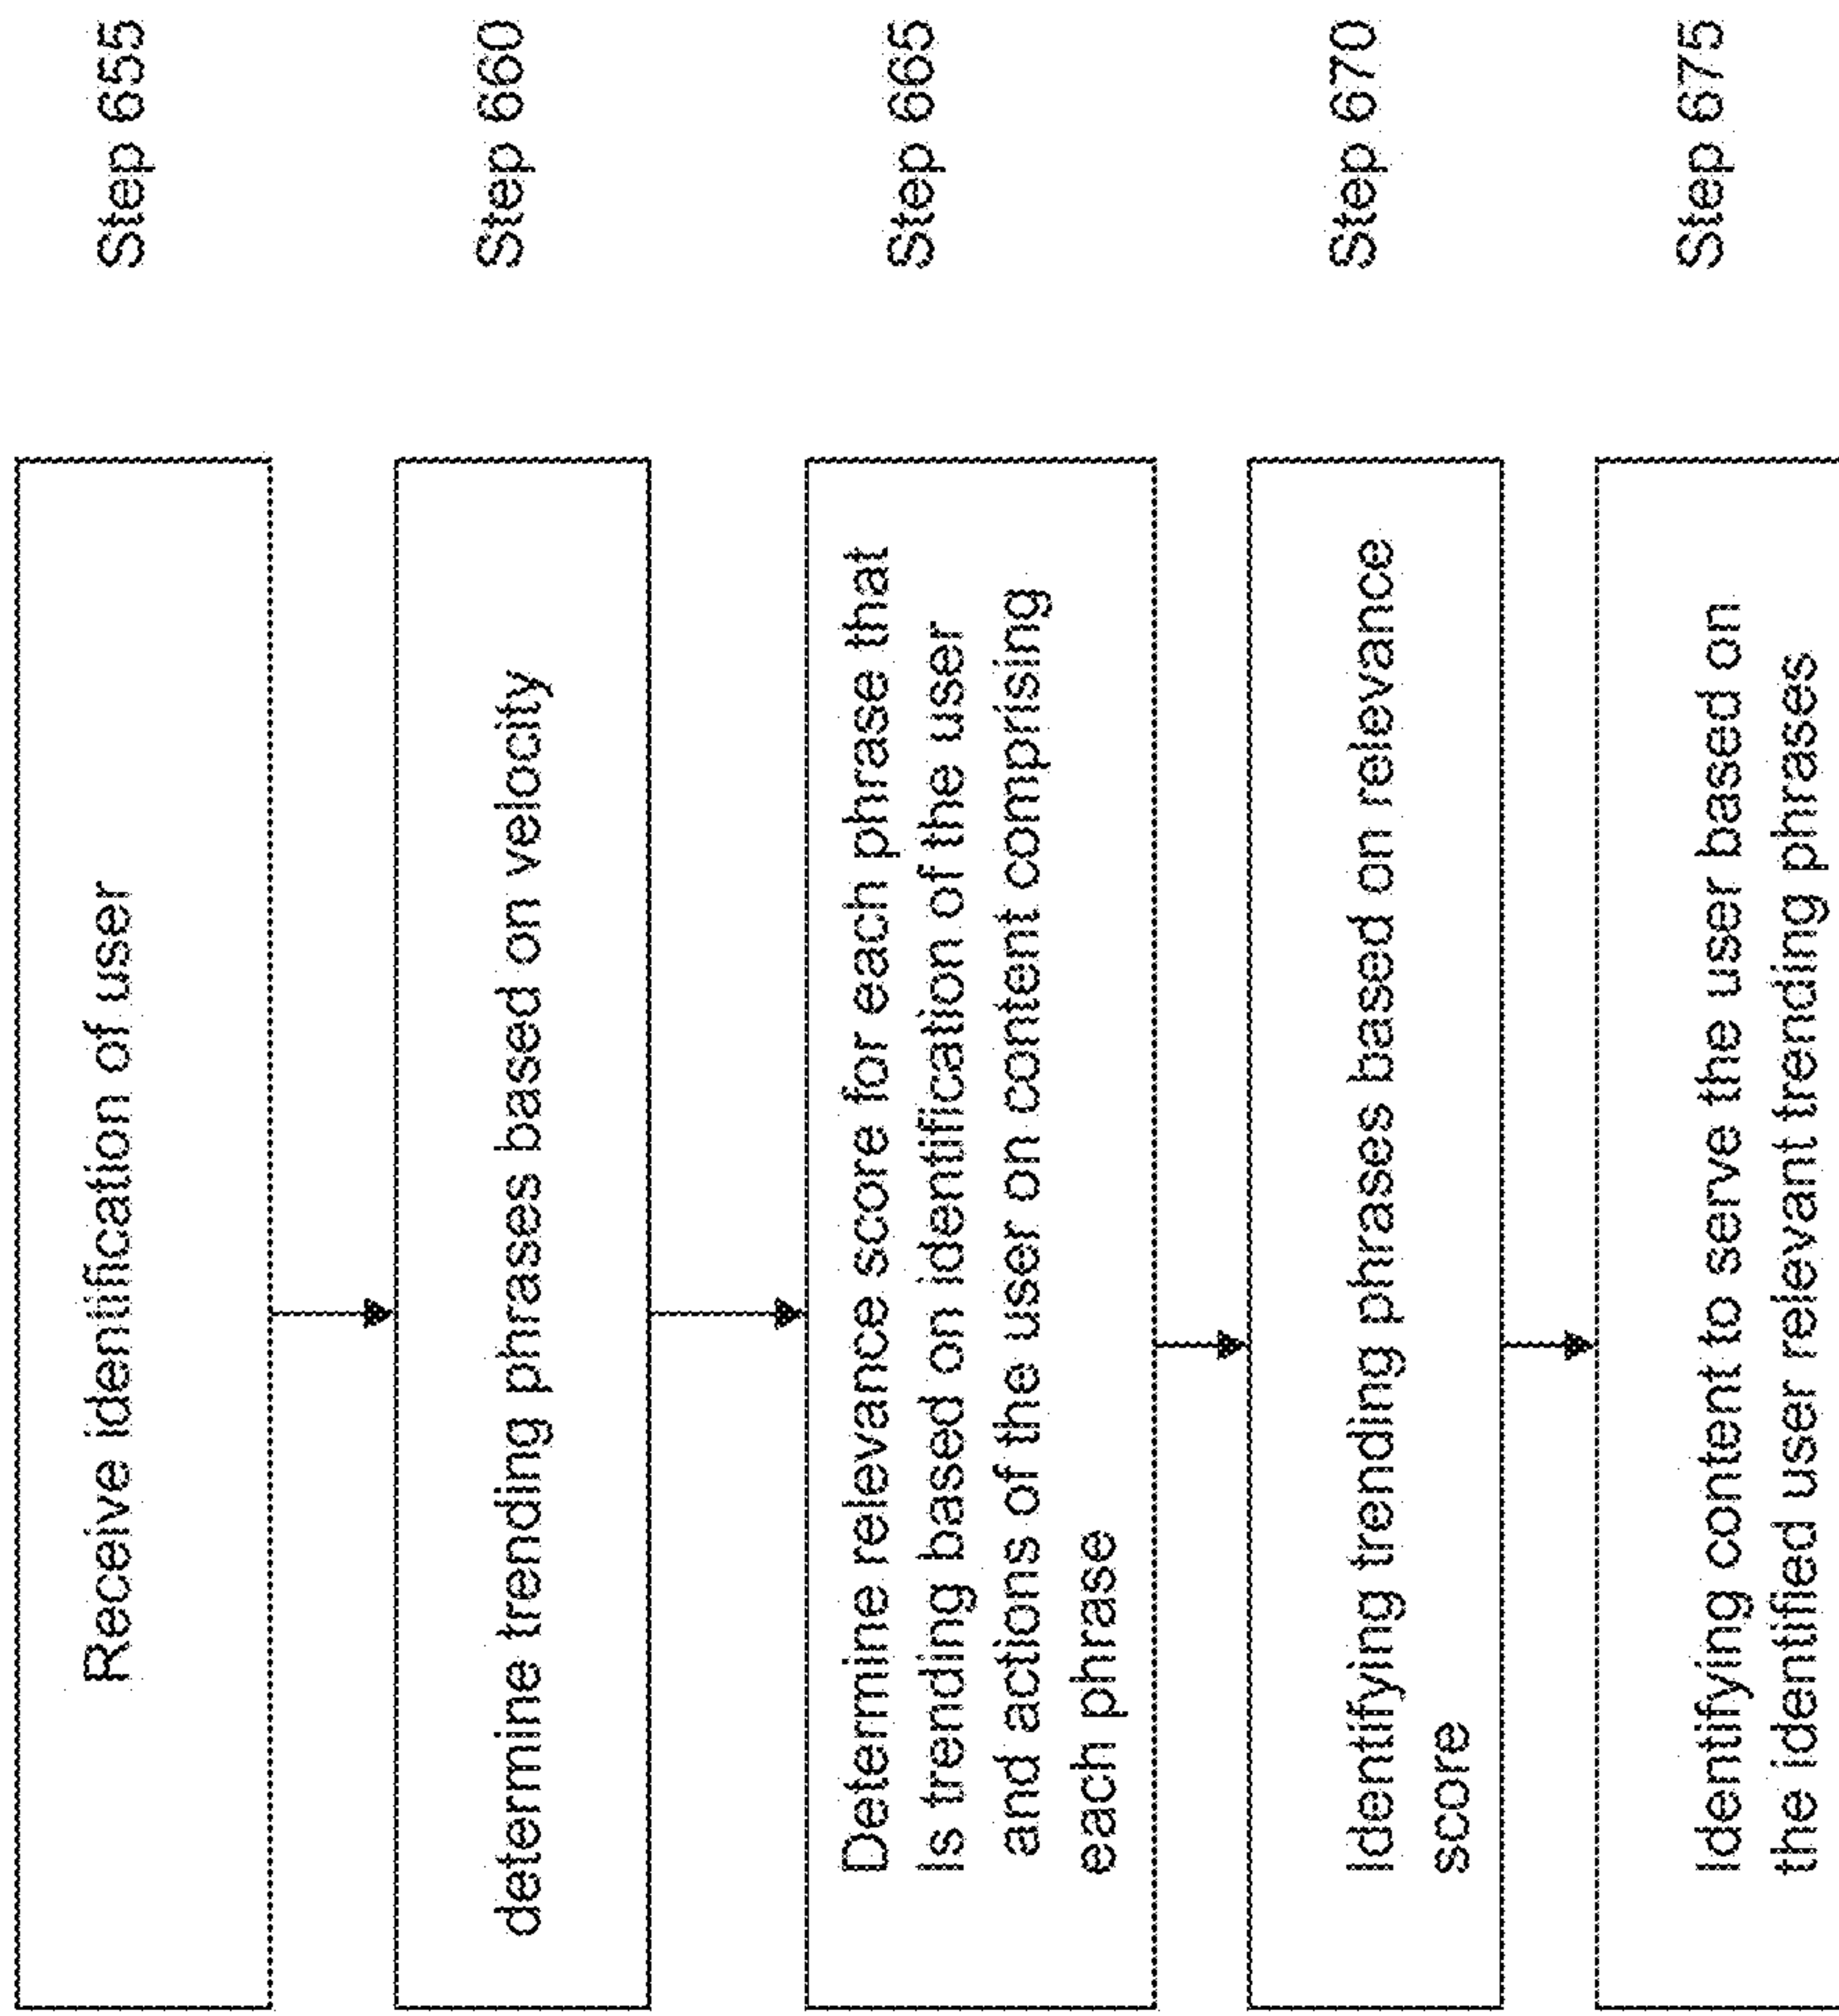 Receive identification of user
Step 655
determine trending phrases based on velocity
Step 660
Determine relevance score for each phrase that
Is trending based on identification of the user
and actions of the user on content comprising
each phrase
Step 665
Identifying trending phrases based on relevance
score
Step 670
Identifying content to serve the user based on
the identified user relevant trending phrases
Step 675